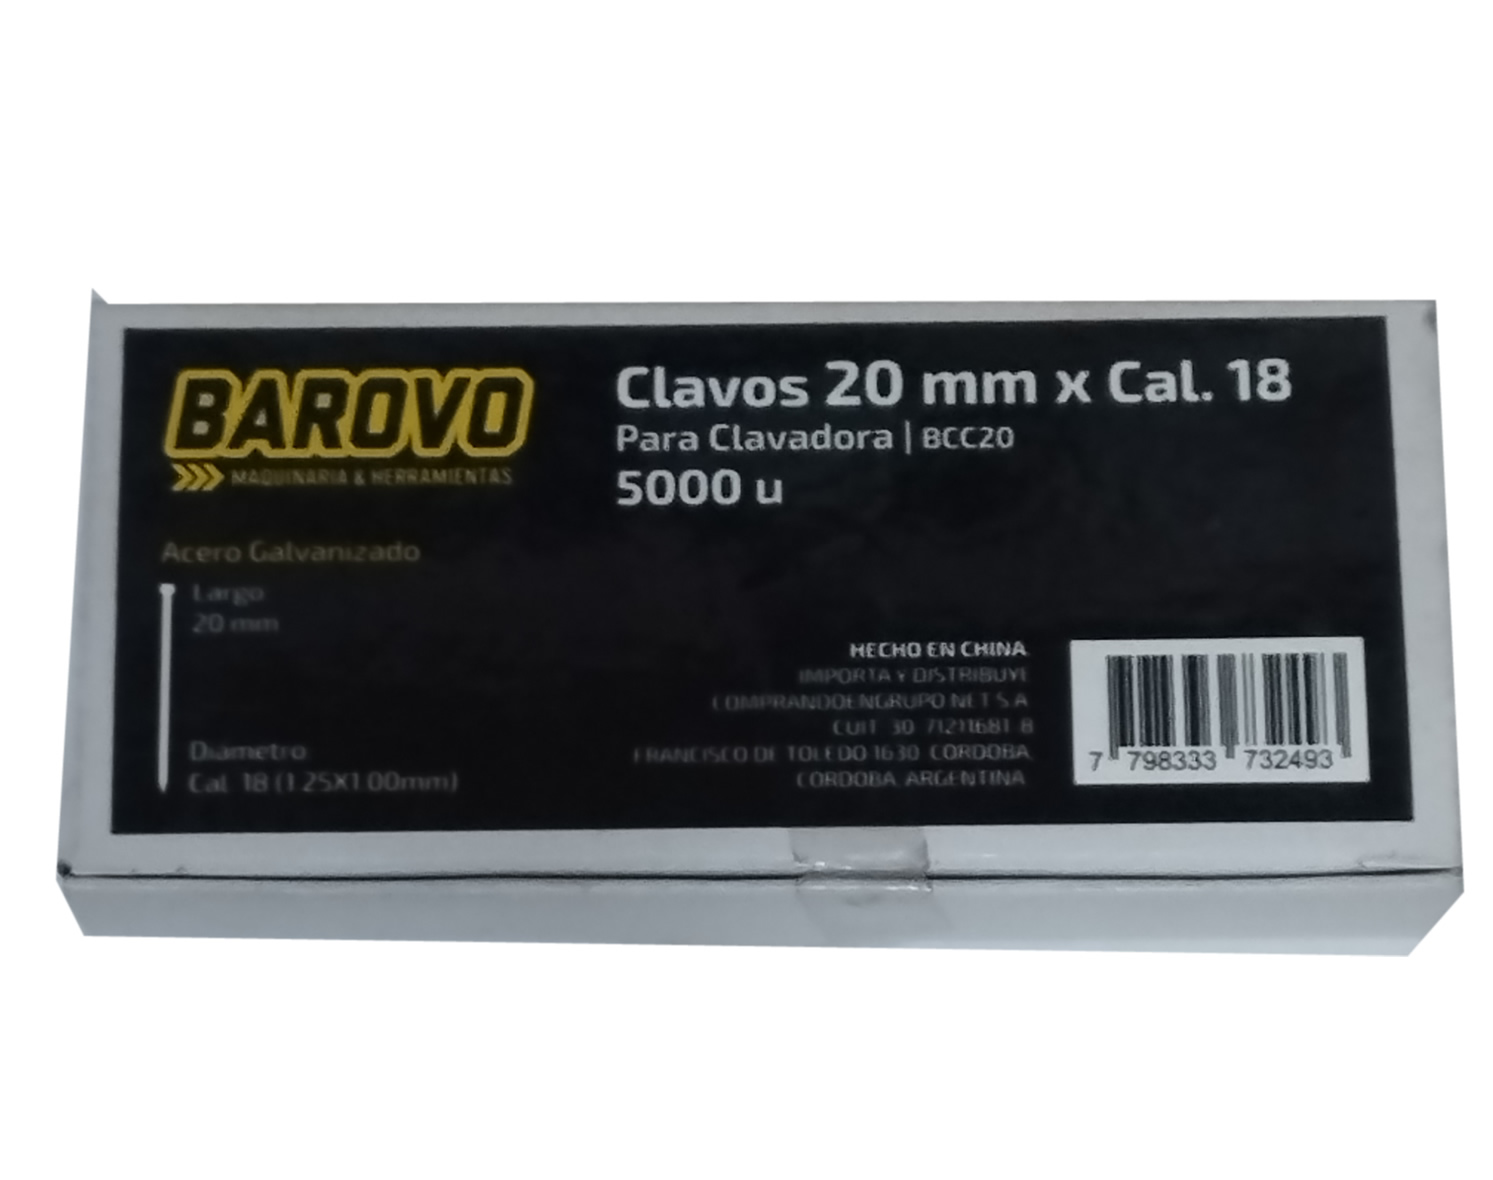 BAROVO
MAQUINARIA & HERRAMIENTAS
Clavos 20 mm x Cal. 18
Para Clavadora | BCC20
5000 u
Acero Galvanizado
Largo
20 mm
Diámetro
Cal. 18 (1.25X1.00mm)
HECHO EN CHINA
IMPORTA Y DISTRIBUYE
COMPRANDOENGRUPO NET S.A
CUIT 30 71211681 8
FRANCISCO DE TOLEDO 1630 CORDOBA
CORDOBA, ARGENTINA
7 798333 732493